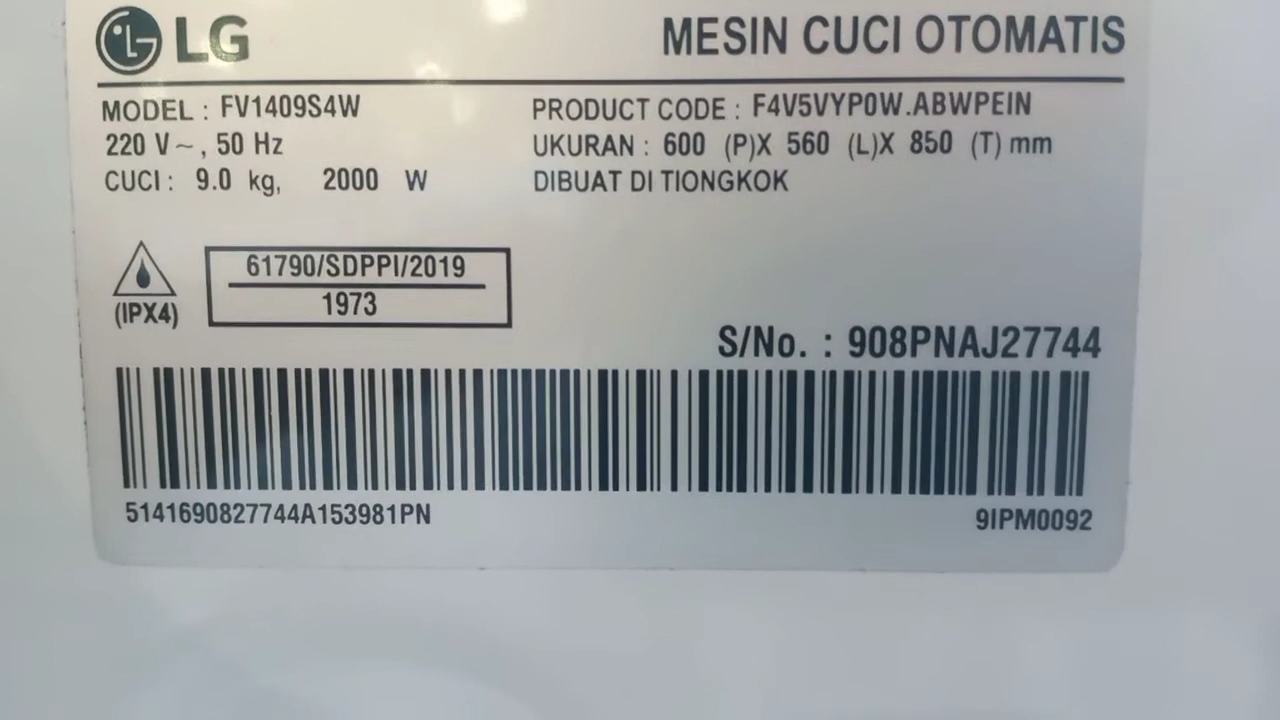 LG MESIN CUCI OTOMATIS
MODEL : FV1409S4W PRODUCT CODE : F4V5VYP0W.ABWPEIN
220 V~, 50 Hz UKURAN : 600 (P)X 560 (L)X 850 (T) mm
CUCI : 9.0 kg, 2000 W DIBUAT DI TIONGKOK
61790/SDPPI/2019
1973
(IPX4)
S/No. : 908PNAJ27744
5141690827744A153981PN 9IPM0092